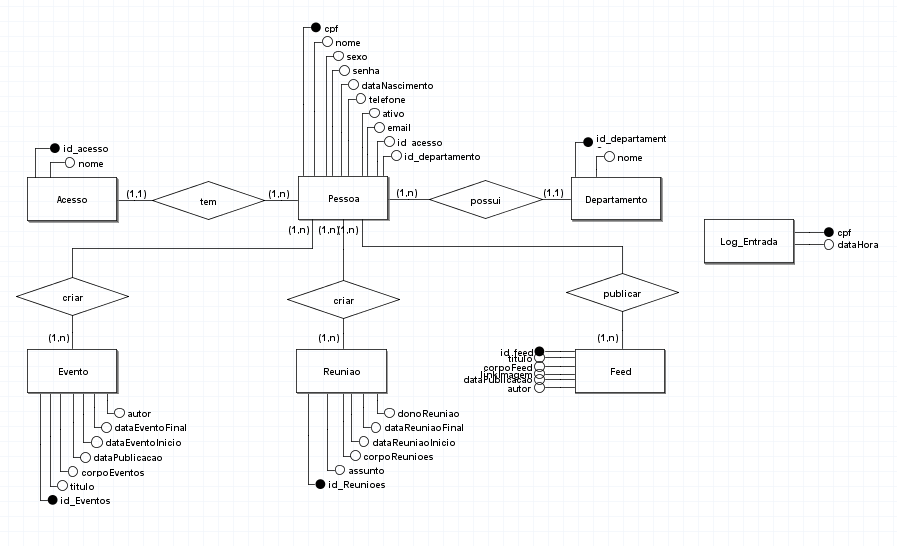 cpf
nome
sexo
senha
dataNascimento
telefone
ativo
email
id_acesso
id_departamento
id_acesso
nome
id_departament
nome
Acesso
(1,1)
tem
(1,n)
Pessoa
(1,n)
possui
(1,1)
Departamento
Log_Entrada
cpf
dataHora
(1,n)
(1,n)
(1,n)
criar
criar
publicar
(1,n)
(1,n)
(1,n)
Evento
Reuniao
Feed
id_feed
titulo
corpoFeed
linkImagem
dataPublicacao
autor
autor
dataEventoFinal
dataEventoInicio
dataPublicacao
corpoEventos
titulo
id_Eventos
donoReuniao
dataReuniaoFinal
dataReuniaoInicio
corpoReunioes
assunto
id_Reunioes